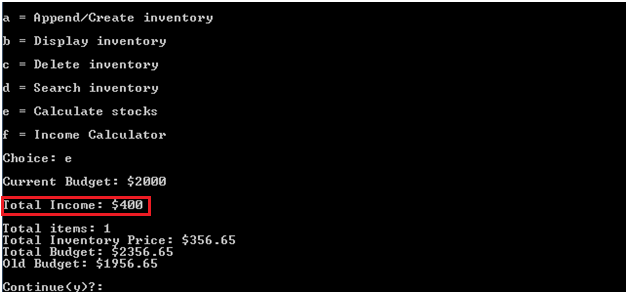 a = Append/Create inventory
b = Display inventory
c = Delete inventory
d = Search inventory
e = Calculate stocks
f = Income Calculator
Choice: e
Current Budget: $2000
Total Income: $400
Total items: 1
Total Inventory Price: $356.65
Total Budget: $2356.65
Old Budget: $1956.65
Continue(y)?: